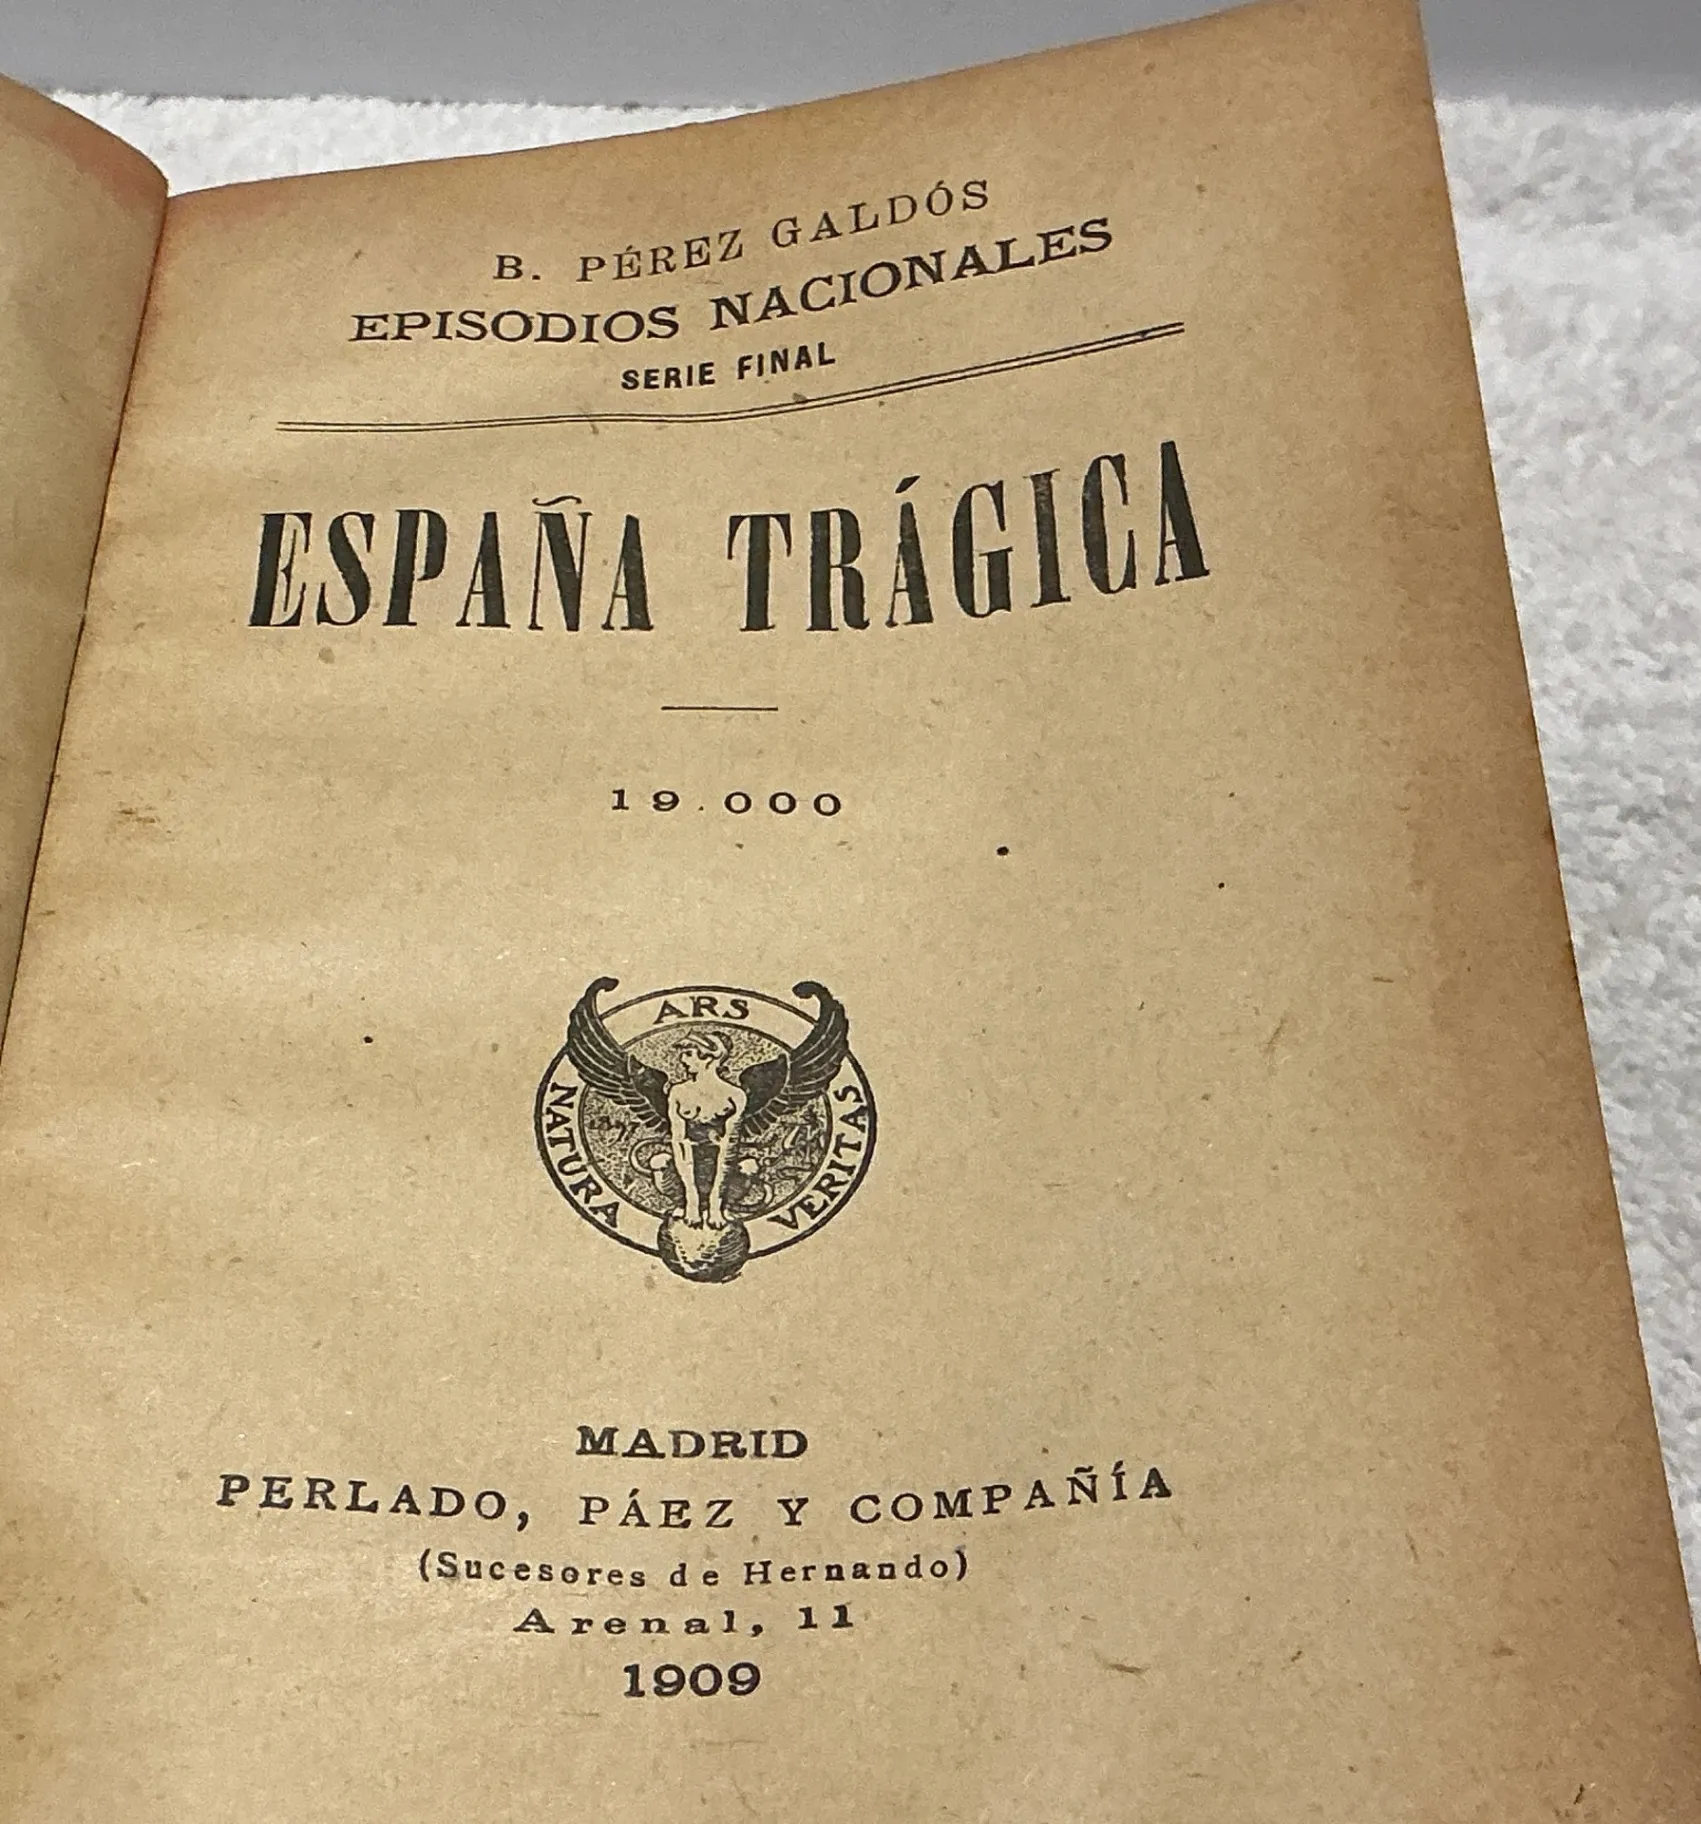 B. PÉREZ GALDÓS
EPISODIOS NACIONALES
SERIE FINAL
ESPAÑA TRÁGICA
19.000
ARS
NATURA
VERITAS
MADRID
PERLADO, PÁEZ Y COMPAÑÍA
(Sucesores de Hernando)
Arenal, 11
1909